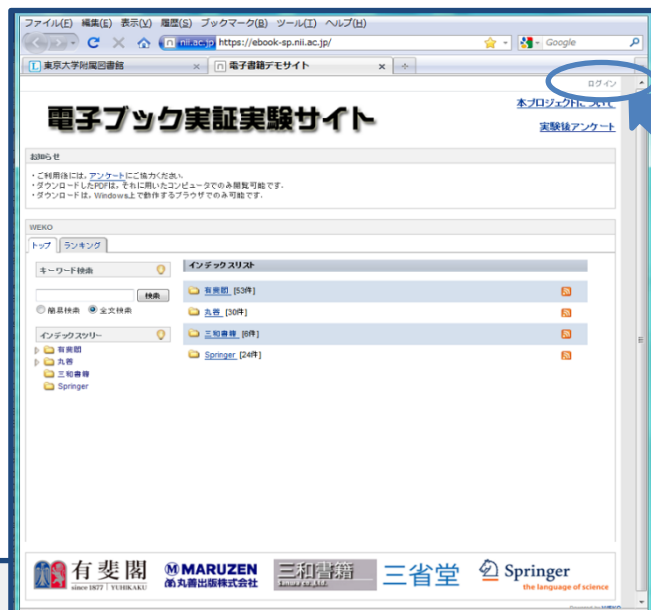 ファイル(F) 編集(E) 表示(V) 履歴(S) ブックマーク(B) ツール(T) ヘルプ(H)
nii.ac.jp https://ebook-sp.nii.ac.jp/ Google
東京大学附属図書館 電子書籍デモサイト
ログイン
本プロジェクトについて
電子ブック実証実験サイト
実験後アンケート
お知らせ
・ご利用後には、アンケートにご協力ください。
・ダウンロードしたPDFは、それに用いたコンピュータでのみ閲覧可能です。
・ダウンロードは、Windows上で動作するブラウザでのみ可能です。
WEKO
トップ ランキング
キーワード検索
検索
簡易検索 全文検索
インデックスツリー
有斐閣
丸善
三和書籍
Springer
インデックスリスト
有斐閣 [53件]
丸善 [30件]
三和書籍 [8件]
Springer [24件]
有斐閣
since 1877 YUHIKAKU
MARUZEN
丸善出版株式会社
三和書籍
三省堂
Springer
the language of science
Powered by WEKO